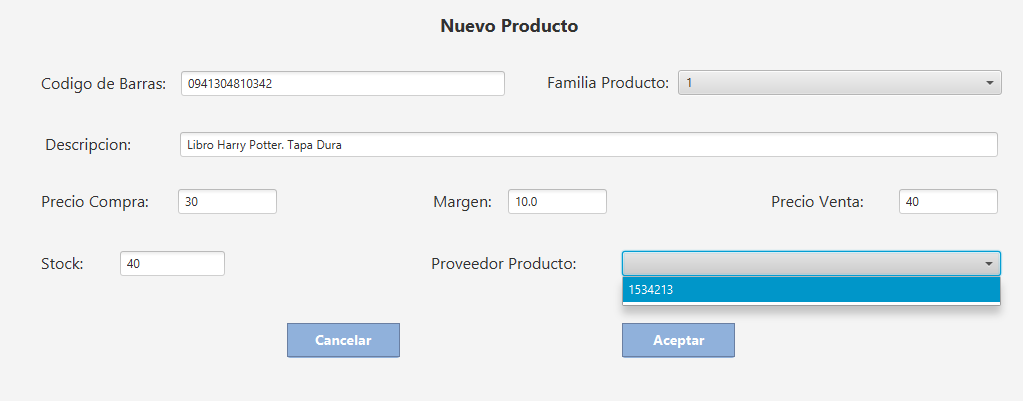 Nuevo Producto
Codigo de Barras: 0941304810342 Familia Producto: 1
Descripcion: Libro Harry Potter. Tapa Dura
Precio Compra: 30 Margen: 10.0 Precio Venta: 40
Stock: 40 Proveedor Producto:
1534213
Cancelar Aceptar